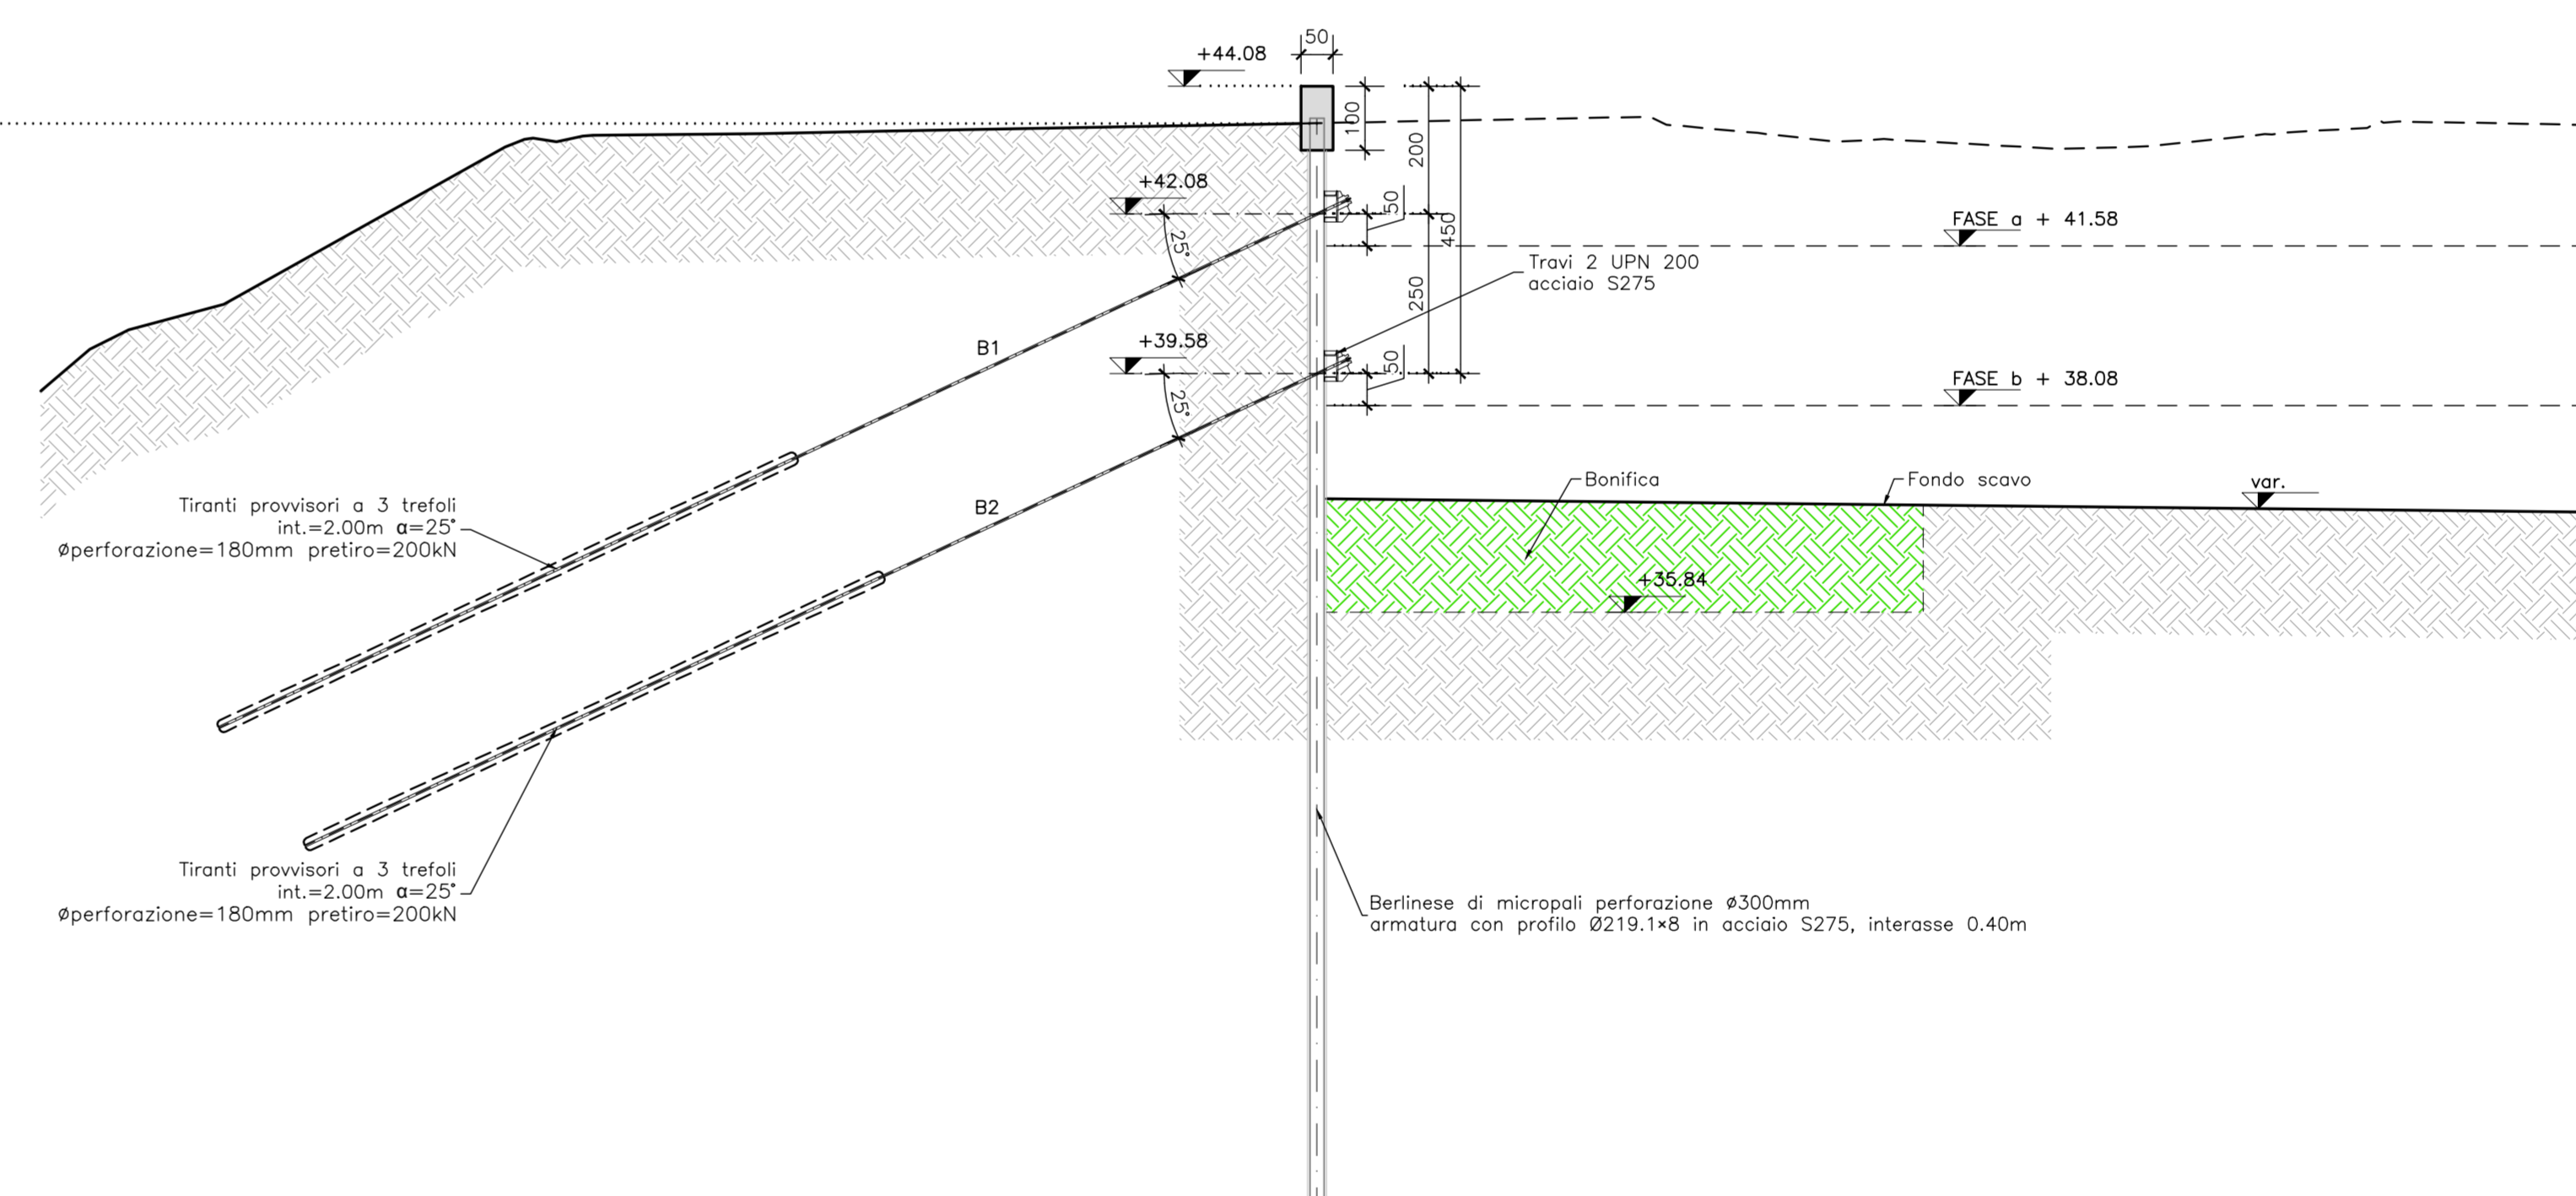 50
+44.08
100
200
+42.08
50
450
FASE a + 41.58
25°
Travi 2 UPN 200
acciaio S275
250
+39.58
B1
50
FASE b + 38.08
25°
Bonifica
Fondo scavo
var.
Tiranti provvisori a 3 trefoli
int.=2.00m α=25°
Øperforazione=180mm pretiro=200kN
B2
+35.84
Tiranti provvisori a 3 trefoli
int.=2.00m α=25°
Øperforazione=180mm pretiro=200kN
Berlinese di micropali perforazione ø300mm
armatura con profilo Ø219.1×8 in acciaio S275, interasse 0.40m